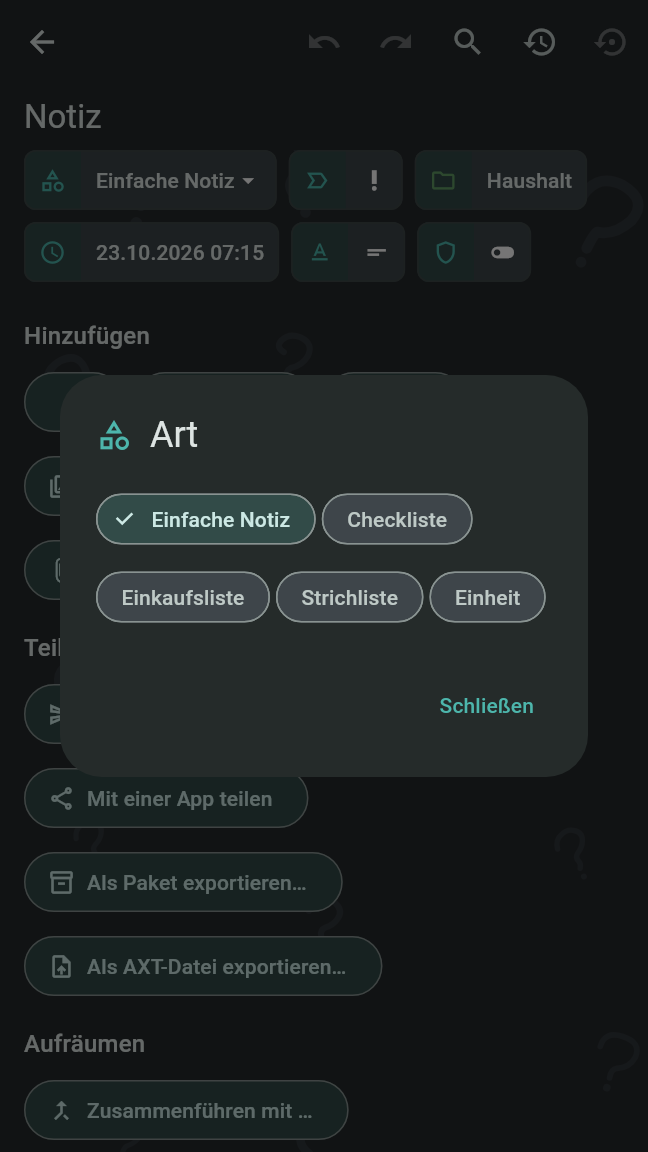 Notiz
Einfache Notiz
Haushalt
23.10.2026 07:15
Hinzufügen
Art
Einfache Notiz Checkliste
Einkaufsliste Strichliste Einheit
Teil
Schließen
Mit einer App teilen
Als Paket exportieren…
Als AXT-Datei exportieren…
Aufräumen
Zusammenführen mit …